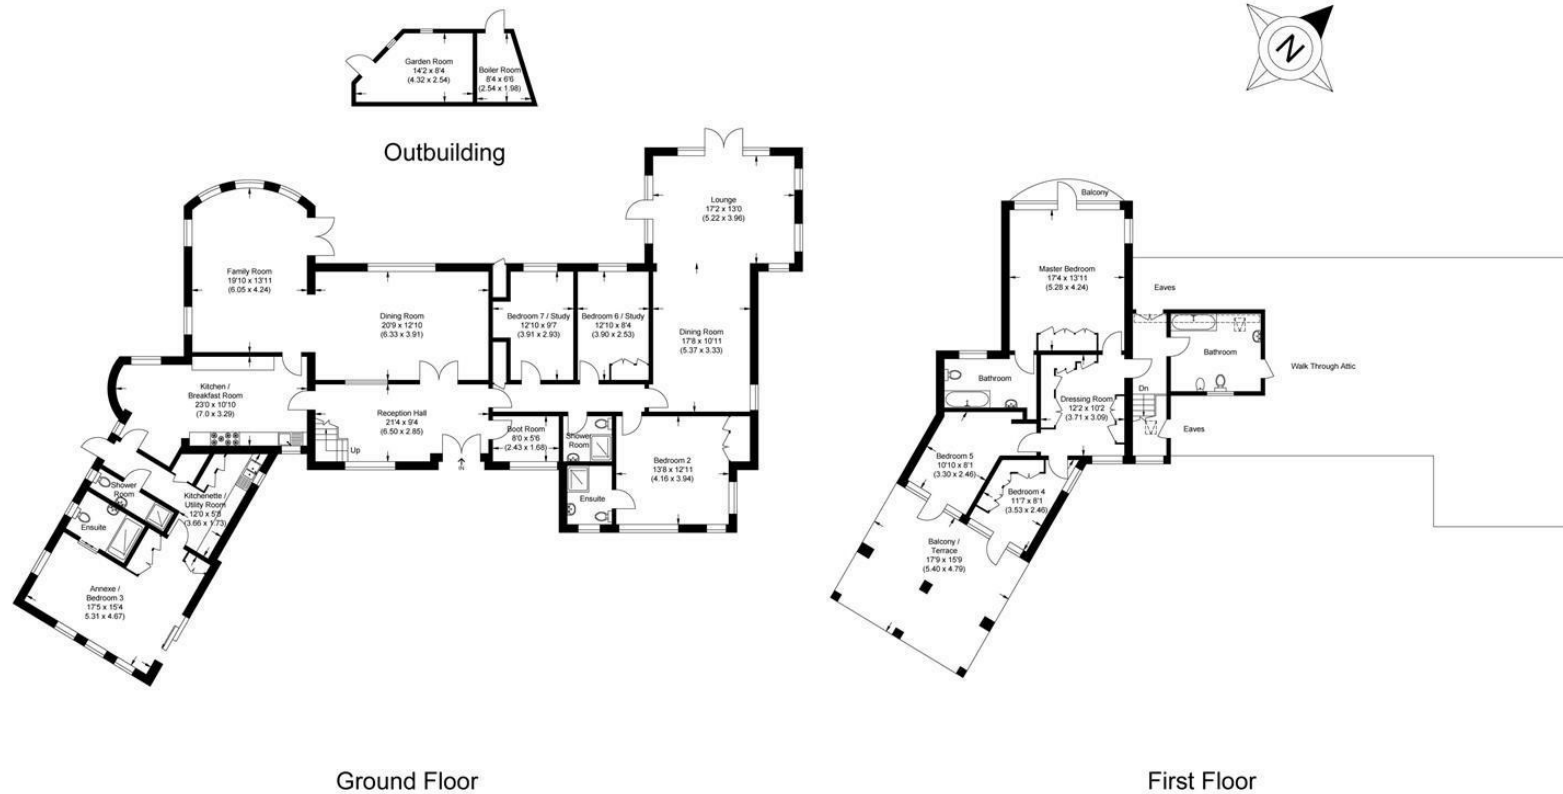 Garden Room
14'2 x 8'4
(4.32 x 2.54)
Boiler Room
8'4 x 6'6
(2.54 x 1.98)
Outbuilding
N
Lounge
17'2 x 13'0
(5.22 x 3.96)
Family Room
19'10 x 13'11
(6.05 x 4.24)
Dining Room
20'9 x 12'10
(6.33 x 3.91)
Bedroom 7 / Study
12'10 x 9'7
(3.91 x 2.93)
Bedroom 6 / Study
12'10 x 8'4
(3.90 x 2.53)
Dining Room
17'8 x 10'11
(5.37 x 3.33)
Kitchen /
Breakfast Room
23'0 x 10'10
(7.0 x 3.29)
Reception Hall
21'4 x 9'4
(6.50 x 2.85)
Up
IN
Boot Room
8'0 x 5'6
(2.43 x 1.68)
Shower
Room
Bedroom 2
13'8 x 12'11
(4.16 x 3.94)
Ensuite
Shower
Room
Kitchenette /
Utility Room
12'0 x 5'8
(3.66 x 1.73)
Ensuite
Annexe /
Bedroom 3
17'5 x 15'4
5.31 x 4.67)
Ground Floor
Balcony
Master Bedroom
17'4 x 13'11
(5.28 x 4.24)
Eaves
Bathroom
Walk Through Attic
Bathroom
Dressing Room
12'2 x 10'2
(3.71 x 3.09)
Dn
Eaves
Bedroom 5
10'10 x 8'1
(3.30 x 2.46)
Bedroom 4
11'7 x 8'1
(3.53 x 2.46)
Balcony /
Terrace
17'9 x 15'9
(5.40 x 4.79)
First Floor